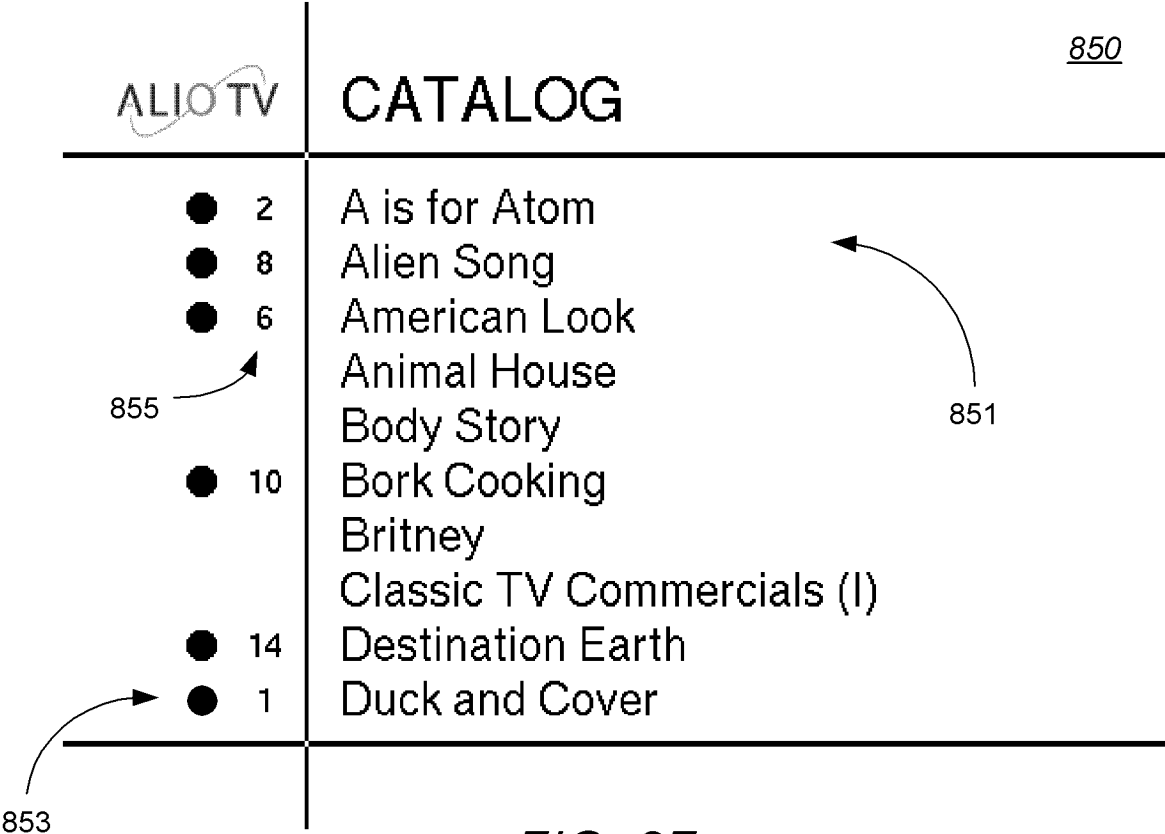 850
ALIO TV CATALOG
● 2 A is for Atom
● 8 Alien Song
● 6 American Look
Animal House
855
851
Body Story
● 10 Bork Cooking
Britney
Classic TV Commercials (I)
● 14 Destination Earth
● 1 Duck and Cover
853